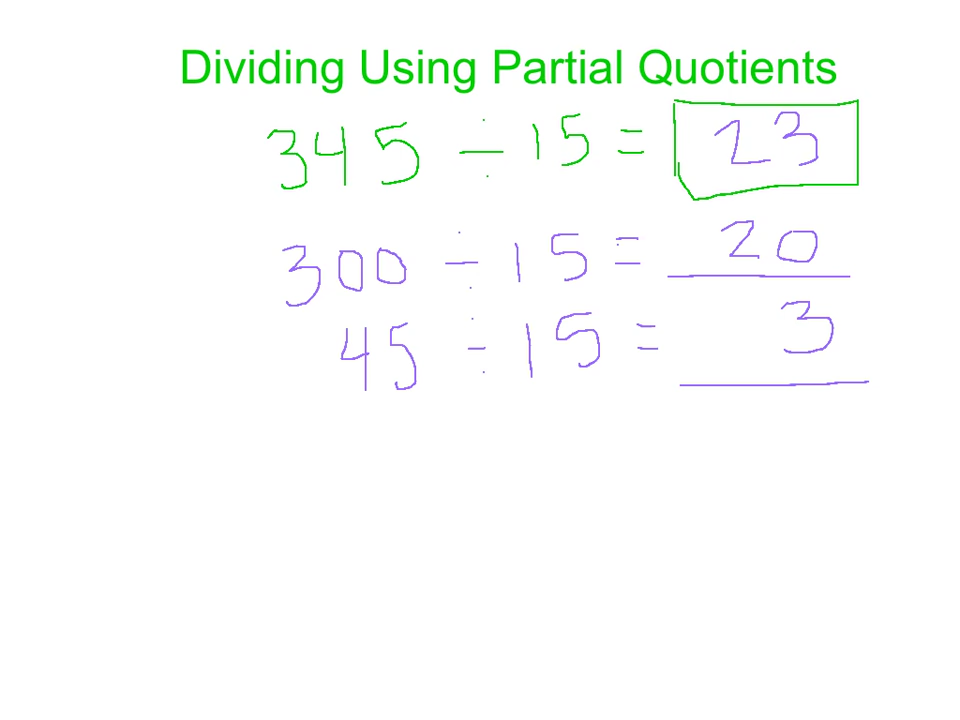 Dividing Using Partial Quotients
345 ÷ 15 = 23
300 ÷ 15 = 20
45 ÷ 15 = 3